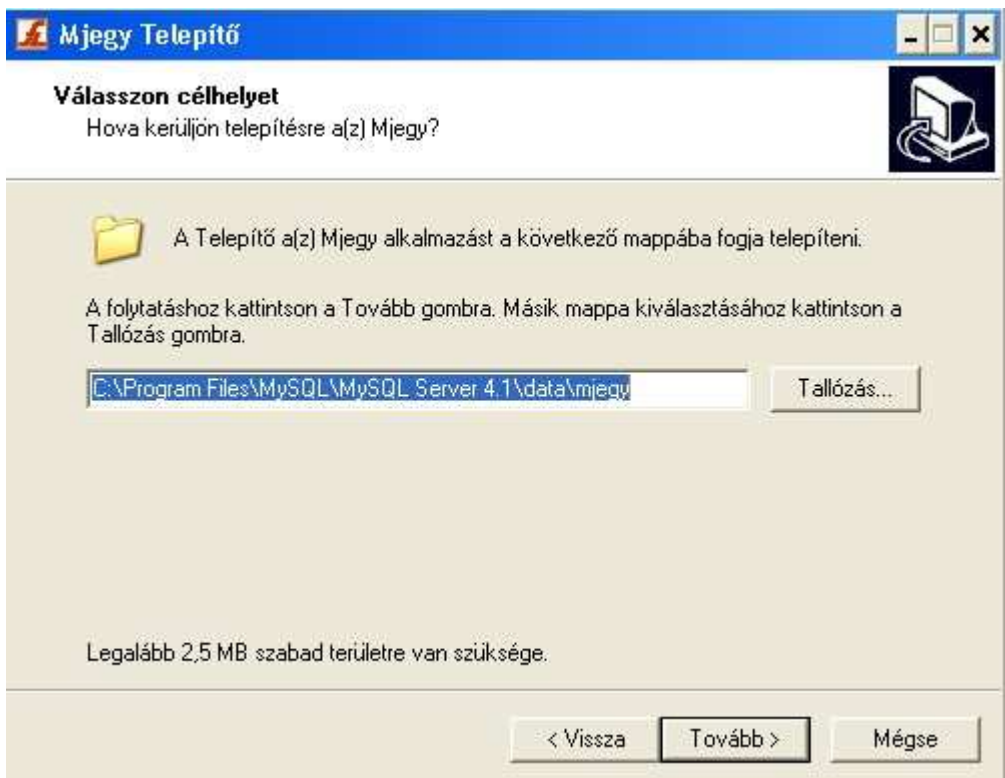 Mjegy Telepítő
Válasszon célhelyet
Hova kerüljön telepítésre a(z) Mjegy?
A Telepítő a(z) Mjegy alkalmazást a következő mappába fogja telepíteni.
A folytatáshoz kattintson a Tovább gombra. Másik mappa kiválasztásához kattintson a
Tallózás gombra.
C:\Program Files\MySQL\MySQL Server 4.1\data\mjegy
Tallózás...
Legalább 2,5 MB szabad területre van szüksége.
< Vissza
Tovább >
Mégse